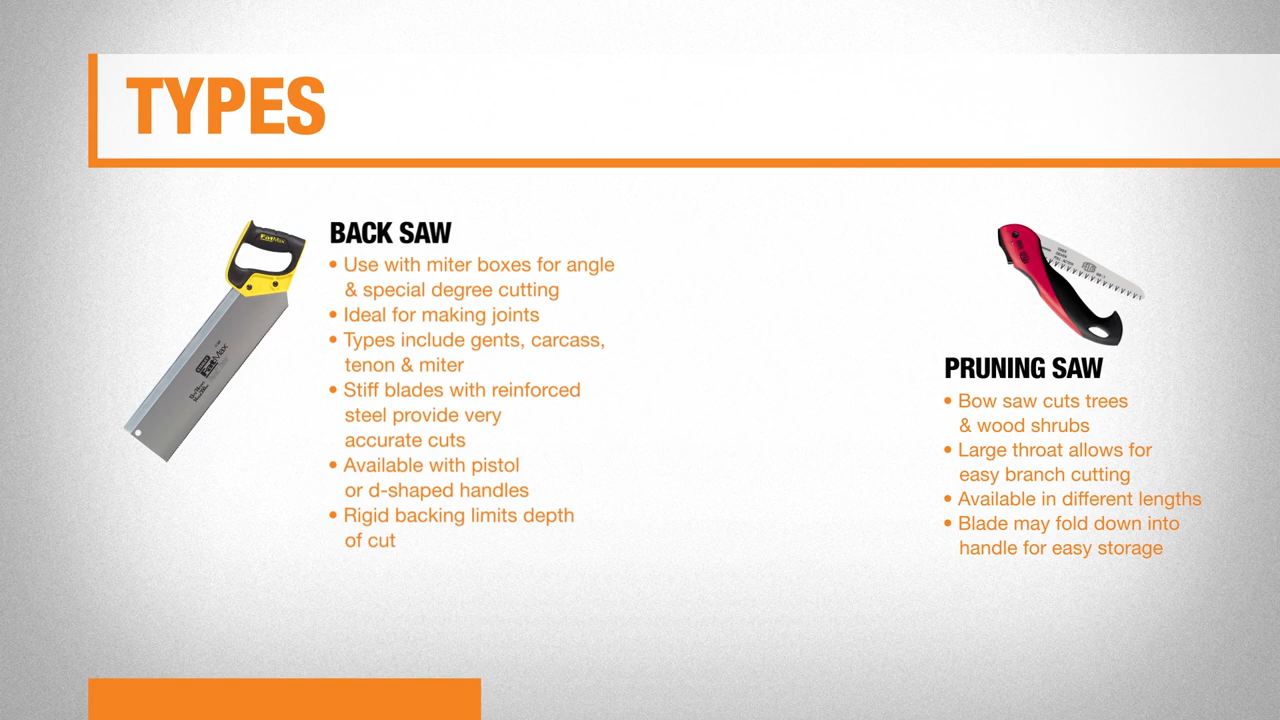 TYPES
FatMax
BACK SAW
• Use with miter boxes for angle
& special degree cutting
• Ideal for making joints
• Types include gents, carcass,
tenon & miter
• Stiff blades with reinforced
steel provide very
accurate cuts
• Available with pistol
or d-shaped handles
• Rigid backing limits depth
of cut
FatMax
PRUNING SAW
• Bow saw cuts trees
& wood shrubs
• Large throat allows for
easy branch cutting
• Available in different lengths
• Blade may fold down into
handle for easy storage